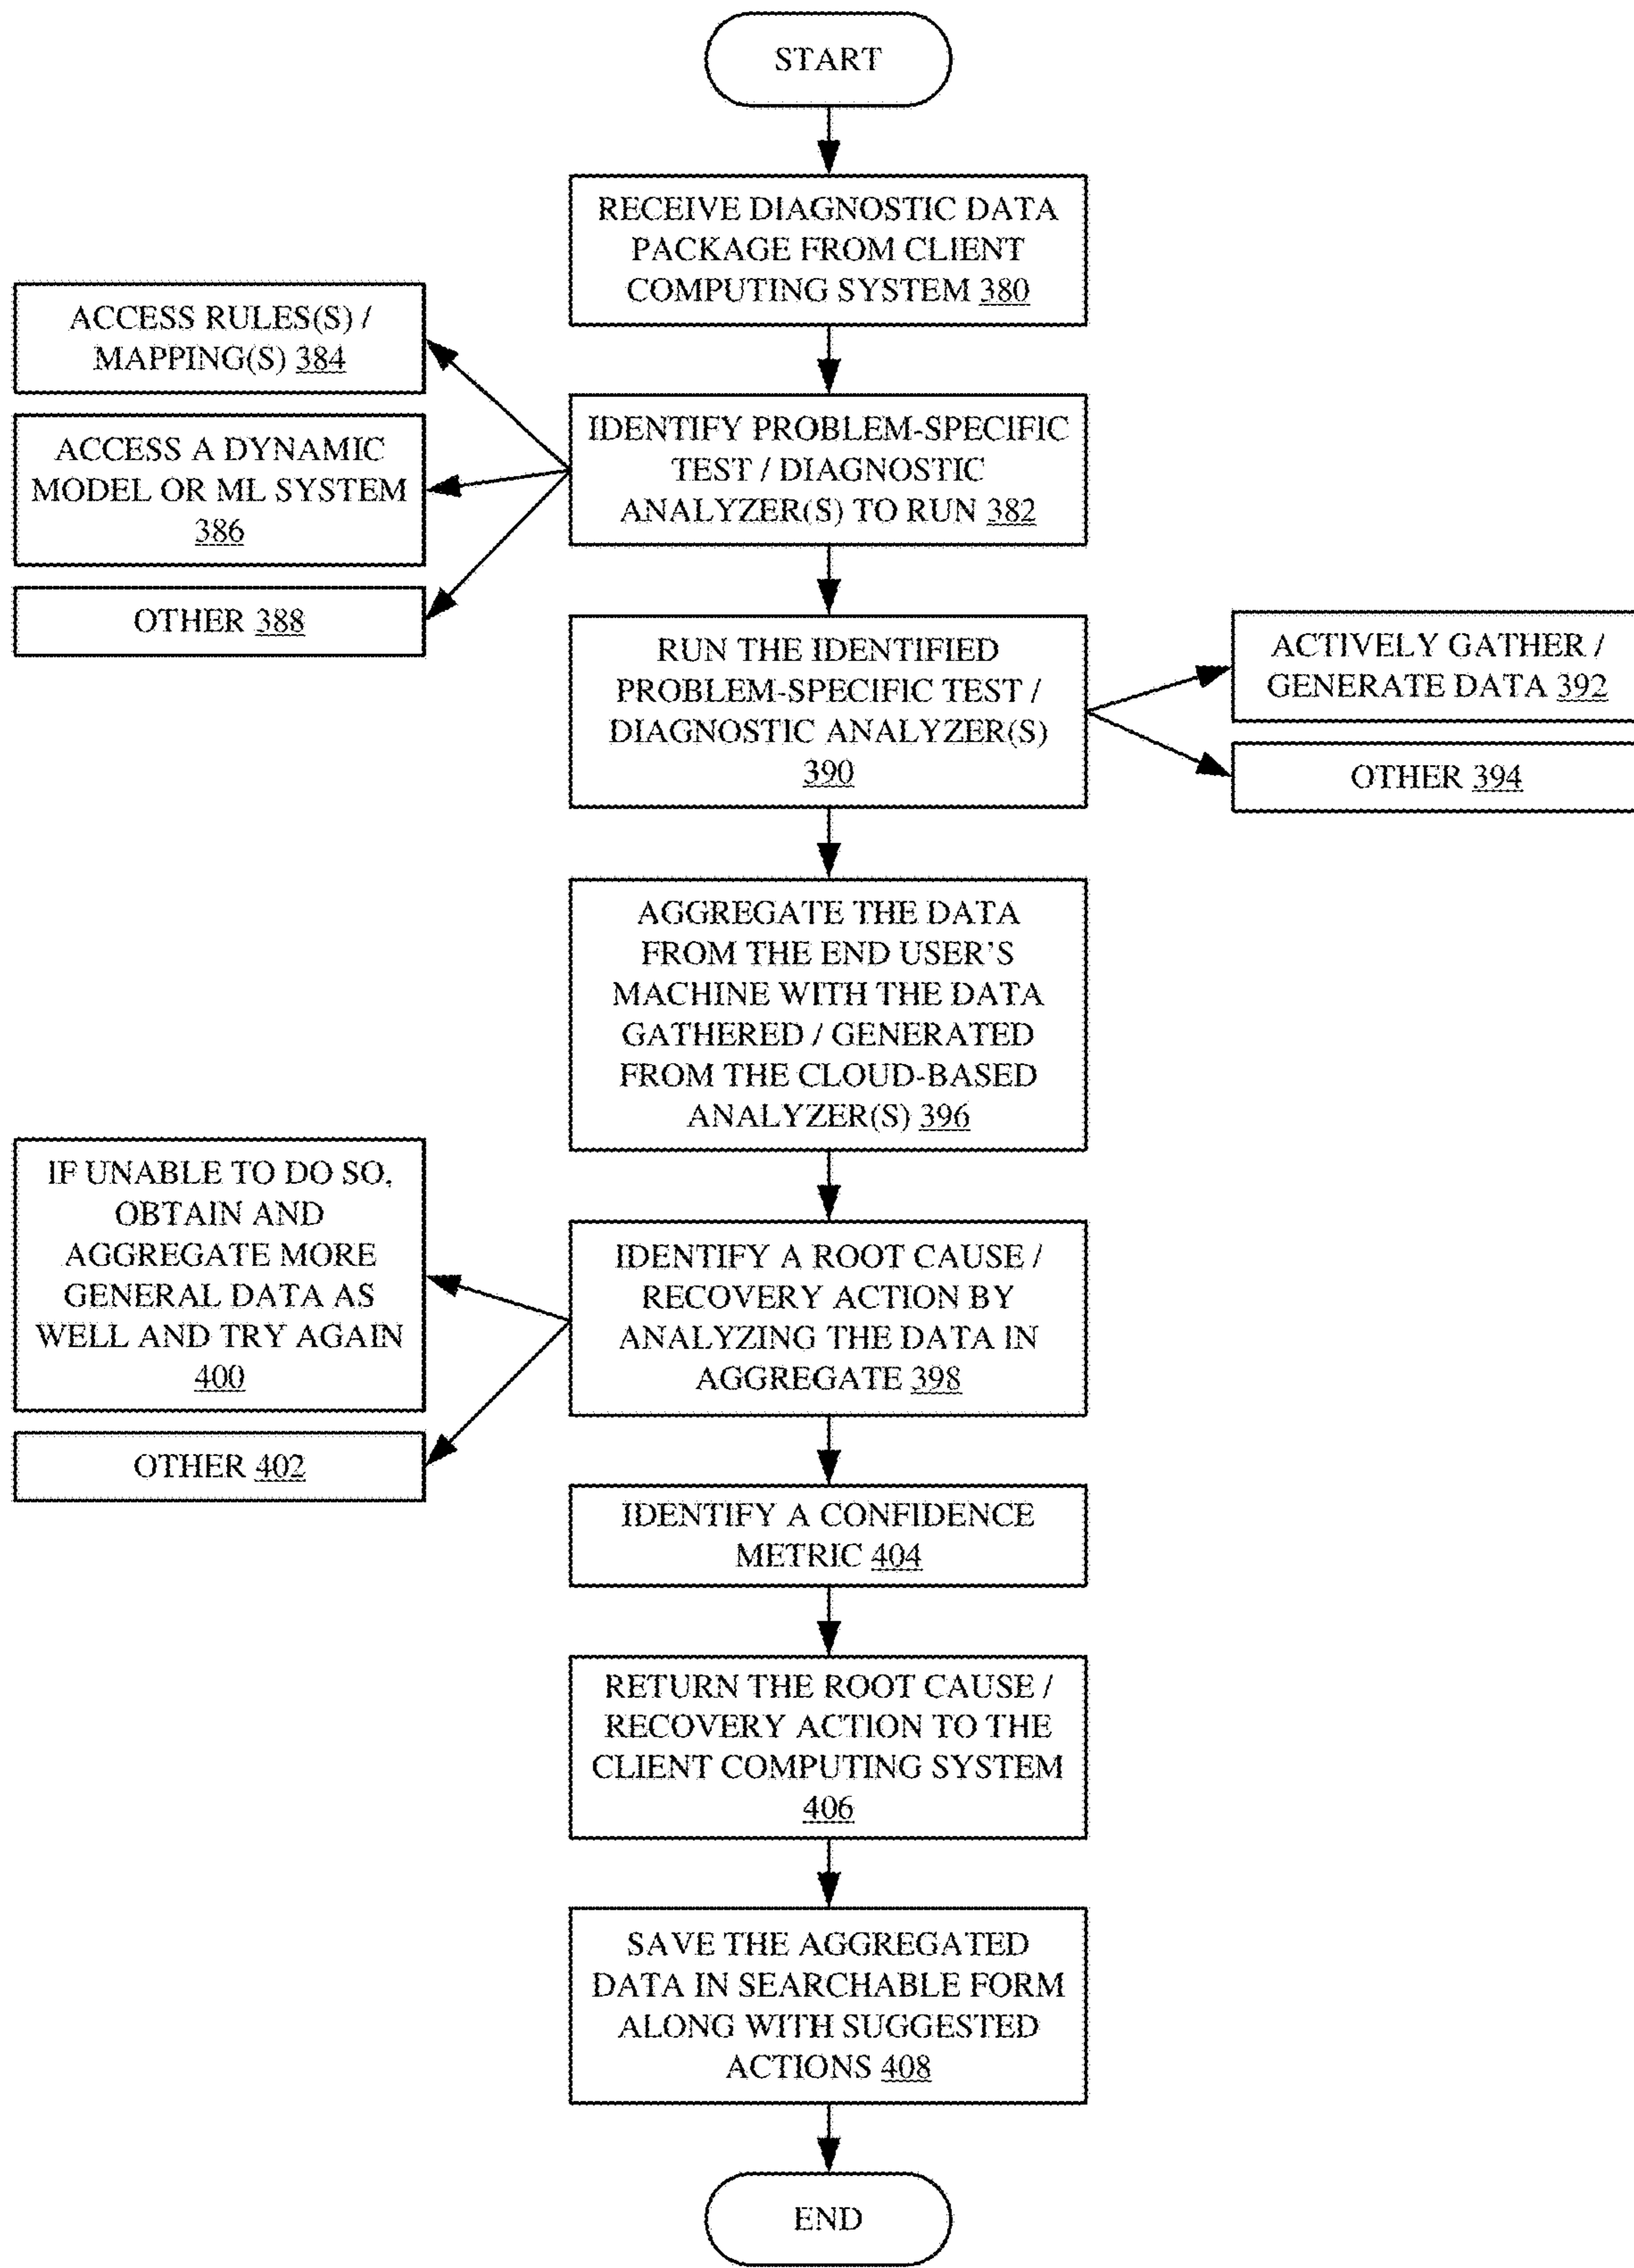 START
RECEIVE DIAGNOSTIC DATA
PACKAGE FROM CLIENT
COMPUTING SYSTEM 380
ACCESS RULES(S) /
MAPPING(S) 384
ACCESS A DYNAMIC
MODEL OR ML SYSTEM
386
OTHER 388
IDENTIFY PROBLEM-SPECIFIC
TEST / DIAGNOSTIC
ANALYZER(S) TO RUN 382
RUN THE IDENTIFIED
PROBLEM-SPECIFIC TEST /
DIAGNOSTIC ANALYZER(S)
390
ACTIVELY GATHER /
GENERATE DATA 392
OTHER 394
AGGREGATE THE DATA
FROM THE END USER'S
MACHINE WITH THE DATA
GATHERED / GENERATED
FROM THE CLOUD-BASED
ANALYZER(S) 396
IF UNABLE TO DO SO,
OBTAIN AND
AGGREGATE MORE
GENERAL DATA AS
WELL AND TRY AGAIN
400
OTHER 402
IDENTIFY A ROOT CAUSE /
RECOVERY ACTION BY
ANALYZING THE DATA IN
AGGREGATE 398
IDENTIFY A CONFIDENCE
METRIC 404
RETURN THE ROOT CAUSE /
RECOVERY ACTION TO THE
CLIENT COMPUTING SYSTEM
406
SAVE THE AGGREGATED
DATA IN SEARCHABLE FORM
ALONG WITH SUGGESTED
ACTIONS 408
END